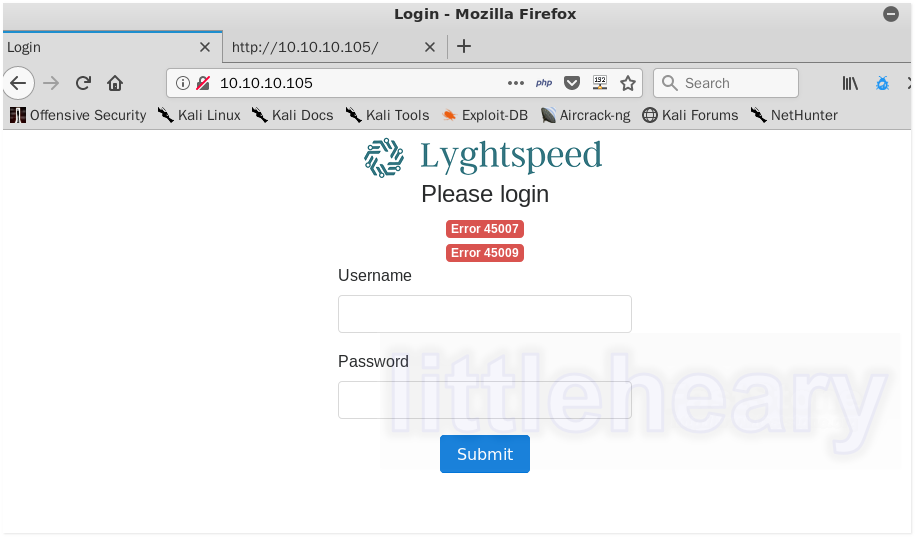 Login - Mozilla Firefox
Login
http://10.10.10.105/
10.10.10.105
php
192
Search
Offensive Security Kali Linux Kali Docs Kali Tools Exploit-DB Aircrack-ng Kali Forums NetHunter
Lyghtspeed
Please login
Error 45007
Error 45009
Username
Password
littleheary
Submit